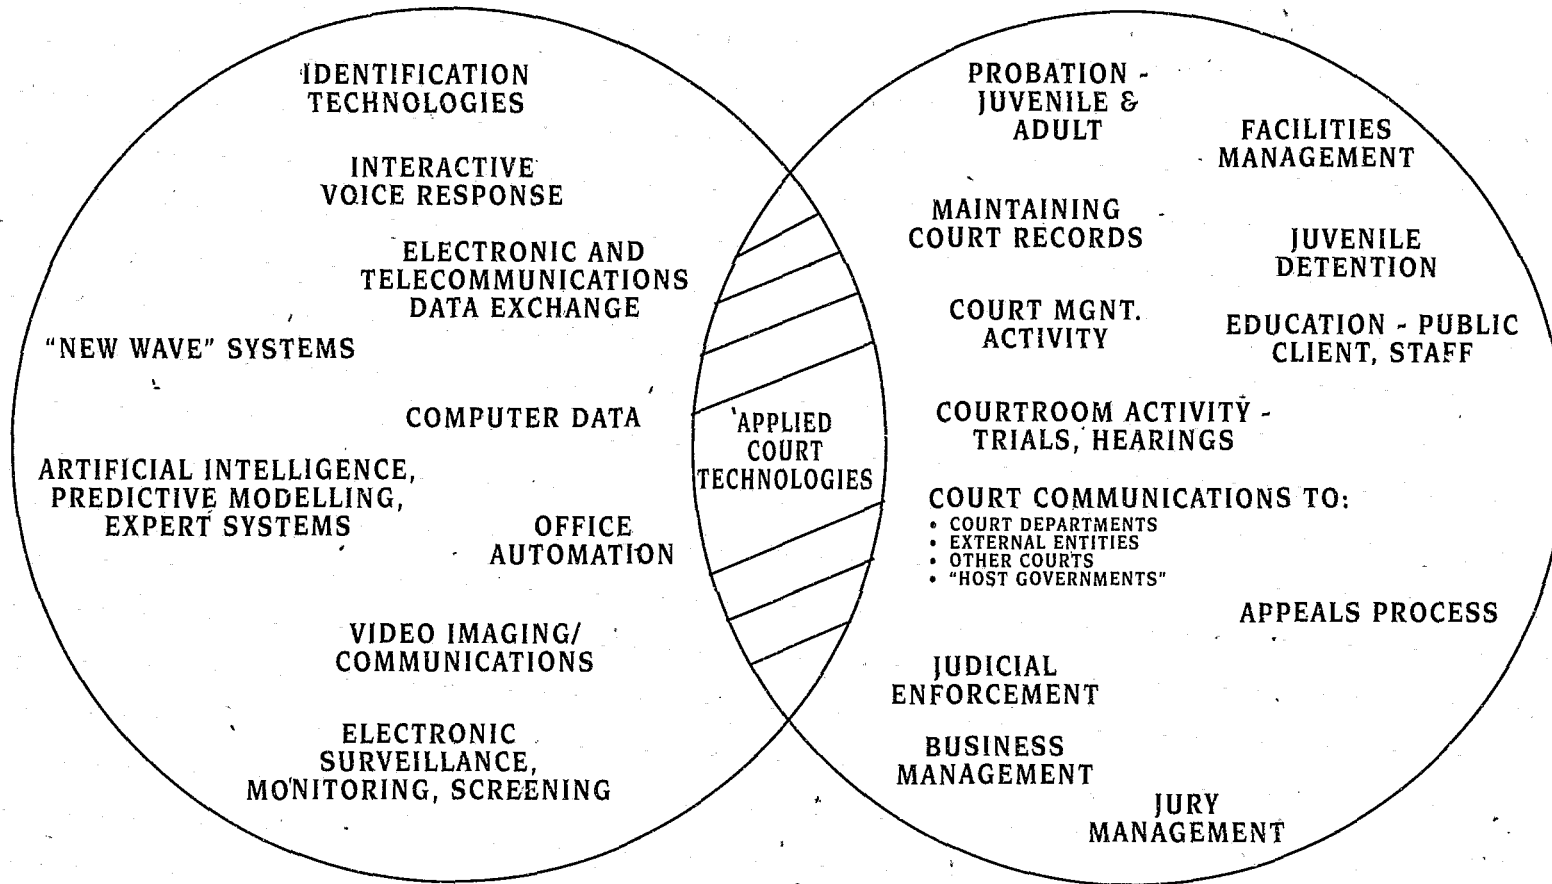 IDENTIFICATION
TECHNOLOGIES
INTERACTIVE
VOICE RESPONSE
ELECTRONIC AND
TELECOMMUNICATIONS
DATA EXCHANGE
"NEW WAVE" SYSTEMS
COMPUTER DATA
ARTIFICIAL INTELLIGENCE,
PREDICTIVE MODELLING,
EXPERT SYSTEMS
OFFICE
AUTOMATION
VIDEO IMAGING/
COMMUNICATIONS
ELECTRONIC
SURVEILLANCE,
MONITORING, SCREENING
APPLIED
COURT
TECHNOLOGIES
PROBATION -
JUVENILE &
ADULT
FACILITIES
MANAGEMENT
MAINTAINING
COURT RECORDS
JUVENILE
DETENTION
COURT MGNT.
ACTIVITY
EDUCATION - PUBLIC
CLIENT, STAFF
COURTROOM ACTIVITY -
TRIALS, HEARINGS
COURT COMMUNICATIONS TO:
• COURT DEPARTMENTS
• EXTERNAL ENTITIES
• OTHER COURTS
• "HOST GOVERNMENTS"
APPEALS PROCESS
JUDICIAL
ENFORCEMENT
BUSINESS
MANAGEMENT
JURY
MANAGEMENT